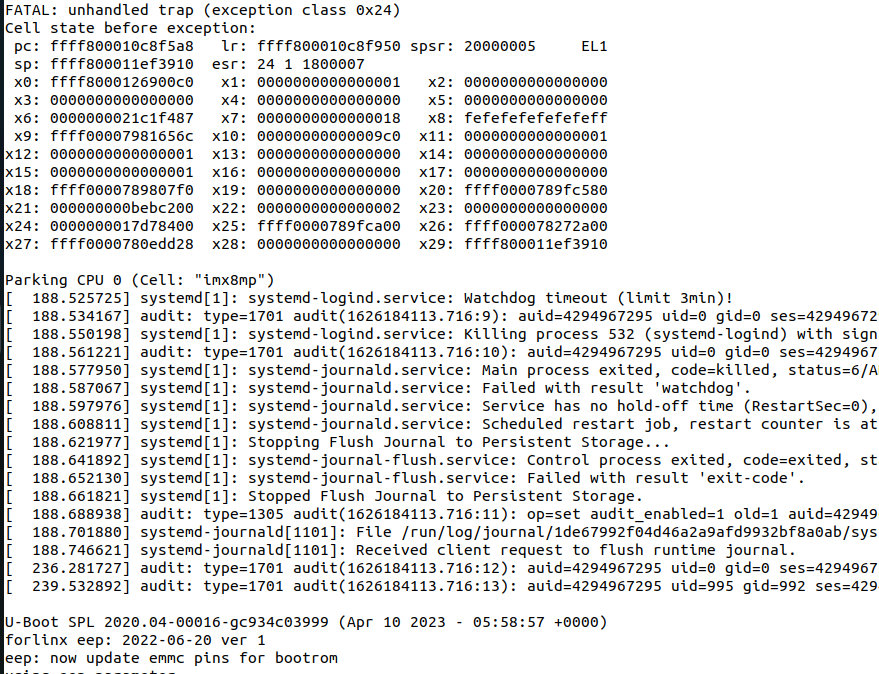 FATAL: unhandled trap (exception class 0x24)
Cell state before exception:
 pc: ffff800010c8f5a8   lr: ffff800010c8f950 spsr: 20000005     EL1
 sp: ffff800011ef3910  esr: 24 1 1800007
 x0: ffff8000126900c0   x1: 0000000000000001   x2: 0000000000000000
 x3: 0000000000000000   x4: 0000000000000000   x5: 0000000000000000
 x6: 0000000021c1f487   x7: 0000000000000018   x8: fefefefefefefeff
 x9: ffff00007981656c  x10: 00000000000009c0  x11: 0000000000000001
x12: 0000000000000001  x13: 0000000000000000  x14: 0000000000000000
x15: 0000000000000001  x16: 0000000000000000  x17: 0000000000000000
x18: ffff0000789807f0  x19: 0000000000000000  x20: ffff0000789fc580
x21: 000000000bebc200  x22: 0000000000000002  x23: 0000000000000000
x24: 0000000017d78400  x25: ffff0000789fca00  x26: ffff000078272a00
x27: ffff0000780edd28  x28: 0000000000000000  x29: ffff800011ef3910

Parking CPU 0 (Cell: "imx8mp")
[  188.525725] systemd[1]: systemd-logind.service: Watchdog timeout (limit 3min)!
[  188.534167] audit: type=1701 audit(1626184113.716:9): auid=4294967295 uid=0 gid=0 ses=42949672
[  188.550198] systemd[1]: systemd-logind.service: Killing process 532 (systemd-logind) with sign
[  188.561221] audit: type=1701 audit(1626184113.716:10): auid=4294967295 uid=0 gid=0 ses=4294967
[  188.577950] systemd[1]: systemd-journald.service: Main process exited, code=killed, status=6/A
[  188.587067] systemd[1]: systemd-journald.service: Failed with result 'watchdog'.
[  188.597976] systemd[1]: systemd-journald.service: Service has no hold-off time (RestartSec=0),
[  188.608811] systemd[1]: systemd-journald.service: Scheduled restart job, restart counter is at
[  188.621977] systemd[1]: Stopping Flush Journal to Persistent Storage...
[  188.641892] systemd[1]: systemd-journal-flush.service: Control process exited, code=exited, st
[  188.652130] systemd[1]: systemd-journal-flush.service: Failed with result 'exit-code'.
[  188.661821] systemd[1]: Stopped Flush Journal to Persistent Storage.
[  188.688938] audit: type=1305 audit(1626184113.716:11): op=set audit_enabled=1 old=1 auid=42949
[  188.701880] systemd-journald[1101]: File /run/log/journal/1de67992f04d46a2a9afd9932bf8a0ab/sys
[  188.746621] systemd-journald[1101]: Received client request to flush runtime journal.
[  236.281727] audit: type=1701 audit(1626184113.716:12): auid=4294967295 uid=0 gid=0 ses=4294967
[  239.532892] audit: type=1701 audit(1626184113.716:13): auid=4294967295 uid=995 gid=992 ses=429

U-Boot SPL 2020.04-00016-gc934c03999 (Apr 10 2023 - 05:58:57 +0000)
forlinx eep: 2022-06-20 ver 1
eep: now update emmc pins for bootrom